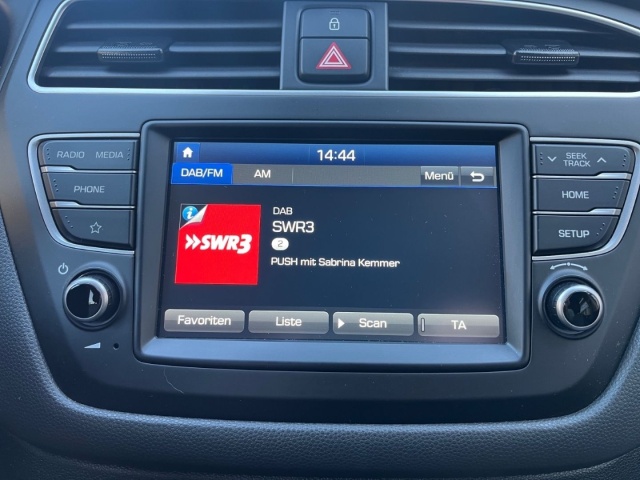 RADIO MEDIA
PHONE
14:44
DAB/FM AM Menü
DAB
SWR3
2
PUSH mit Sabrina Kemmer
i
»SWR3
Favoriten Liste Scan TA
SEEK
TRACK
HOME
SETUP